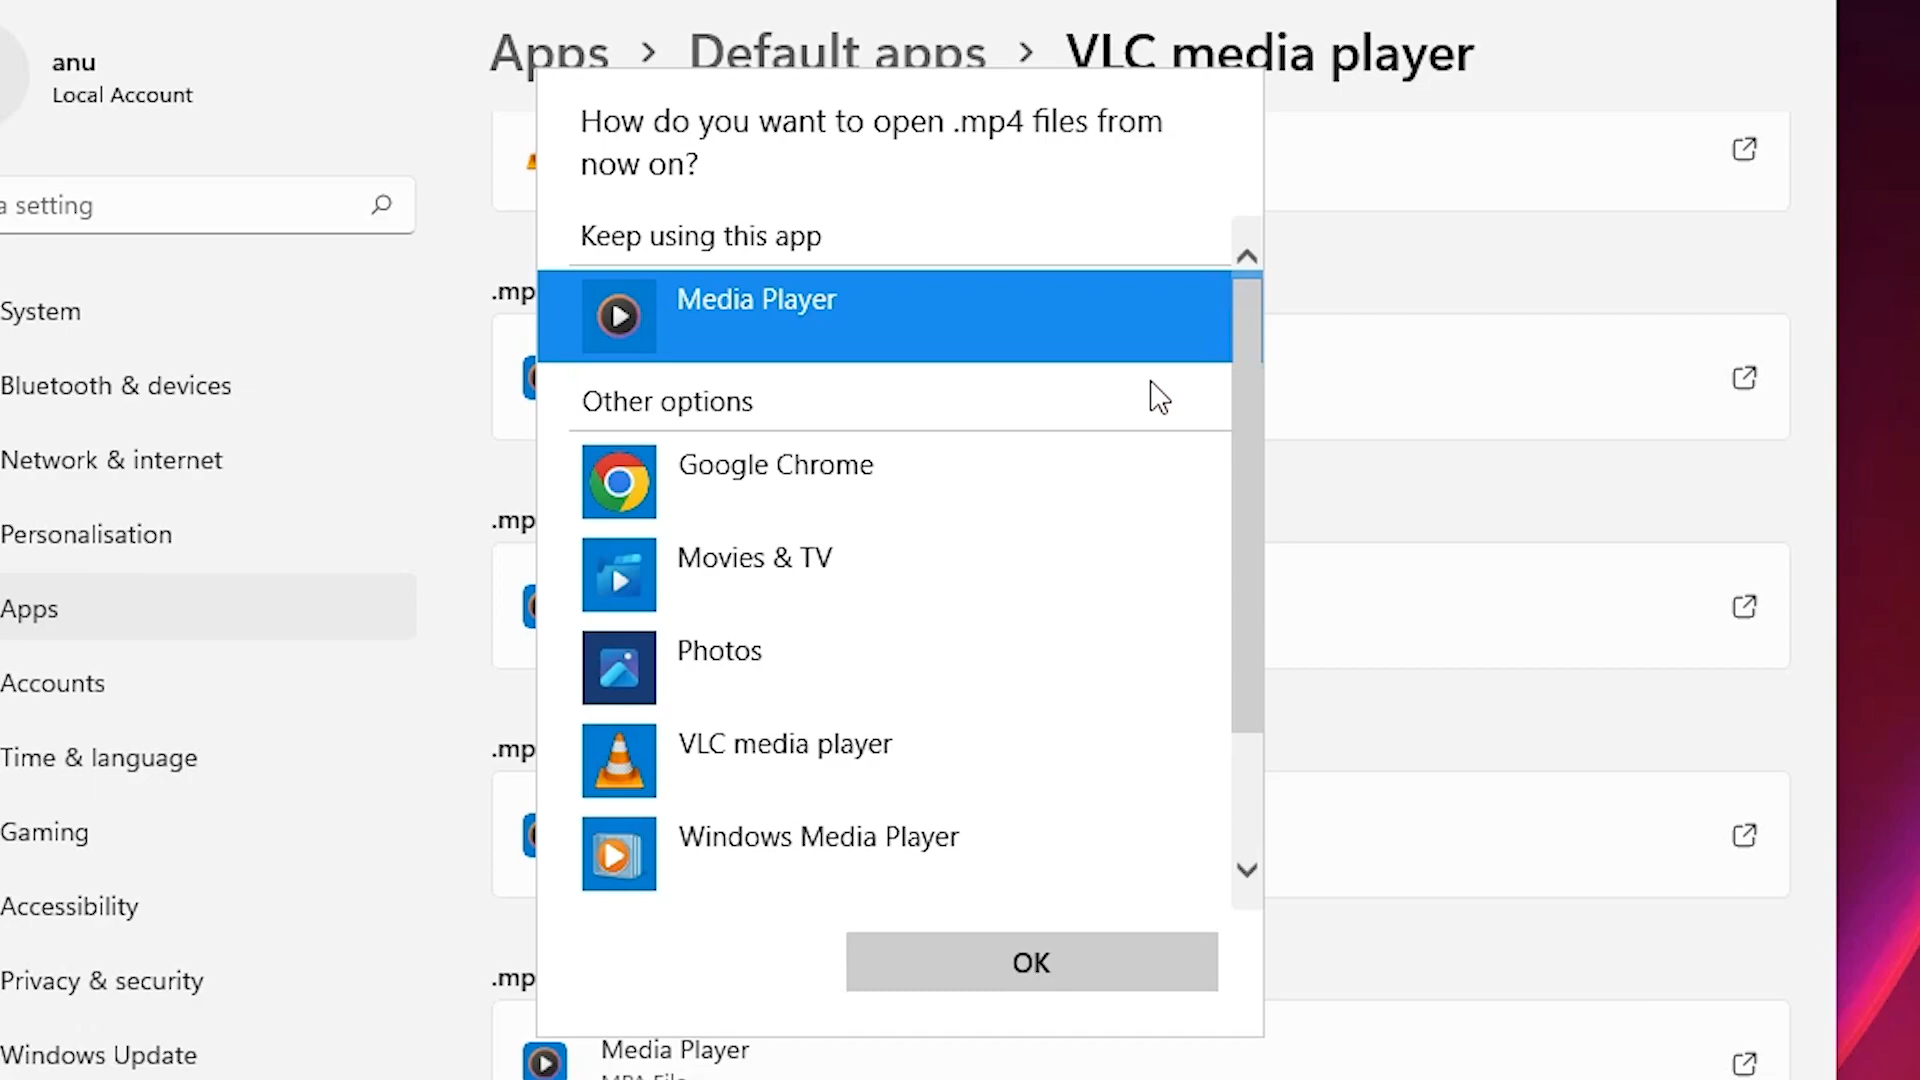 anu
Local Account
a setting
System
Bluetooth & devices
Network & internet
Personalisation
Apps
Accounts
Time & language
Gaming
Accessibility
Privacy & security
Windows Update
Apps > Default apps > VLC media player
How do you want to open .mp4 files from
now on?
Keep using this app
Media Player
Other options
Google Chrome
Movies & TV
Photos
VLC media player
Windows Media Player
OK
.mp
.mp
.mp
.mp
Media Player